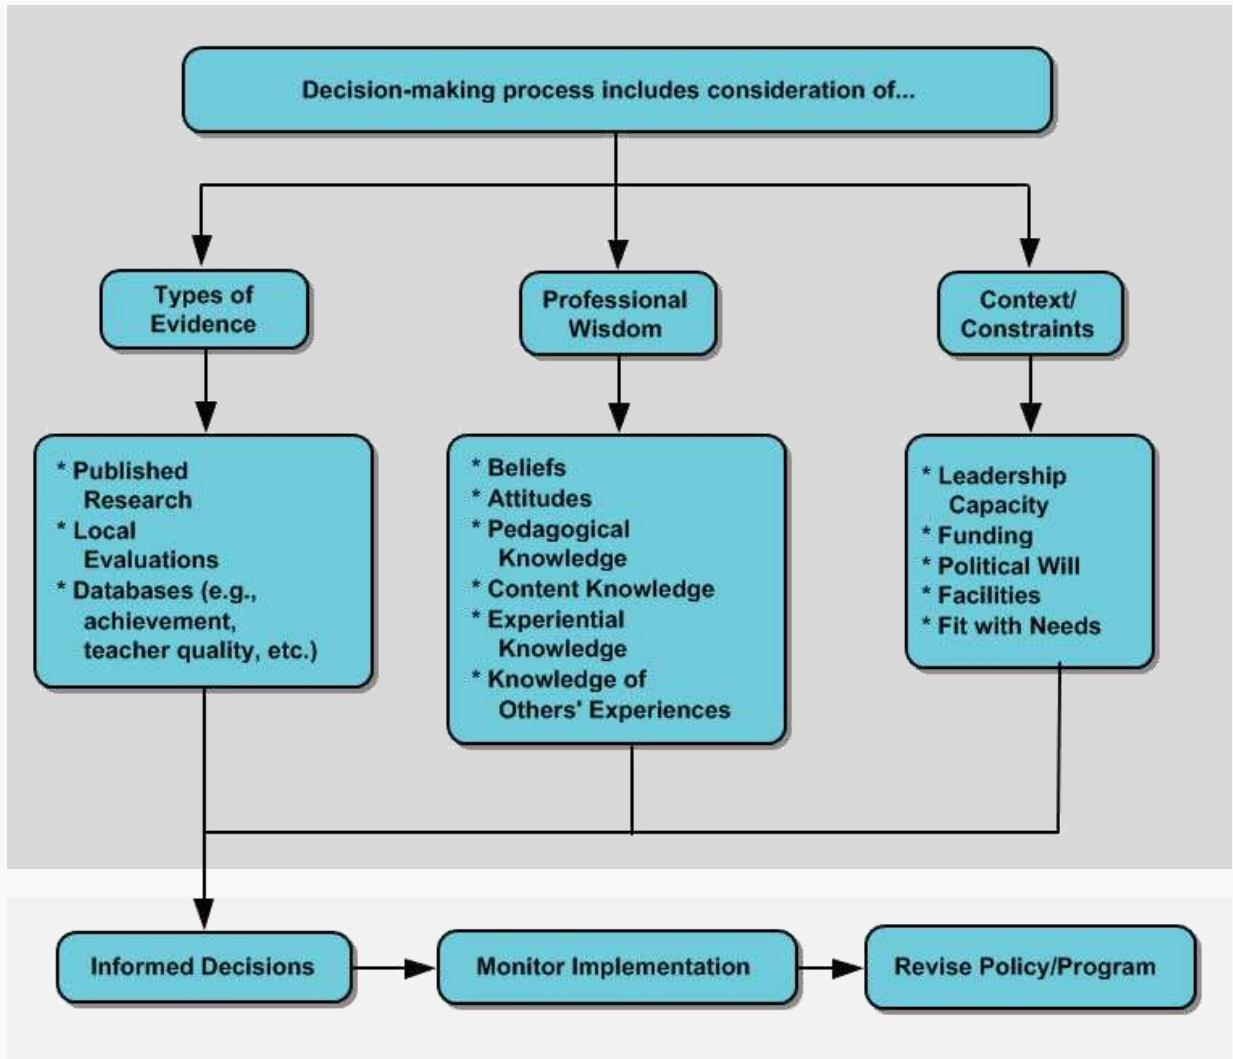 Decision-making process includes consideration of...
Types of
Evidence
Professional
Wisdom
Context/
Constraints
* Published
Research
* Local
Evaluations
* Databases (e.g.,
achievement,
teacher quality, etc.)
* Beliefs
* Attitudes
* Pedagogical
Knowledge
* Content Knowledge
* Experiential
Knowledge
* Knowledge of
Others' Experiences
* Leadership
Capacity
* Funding
* Political Will
* Facilities
* Fit with Needs
Informed Decisions
Monitor Implementation
Revise Policy/Program